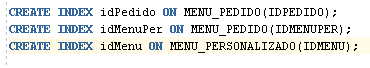 CREATE INDEX idPedido ON MENU_PEDIDO(IDPEDIDO);
CREATE INDEX idMenuPer ON MENU_PEDIDO(IDMENUPER);
CREATE INDEX idMenu ON MENU_PERSONALIZADO(IDMENU);